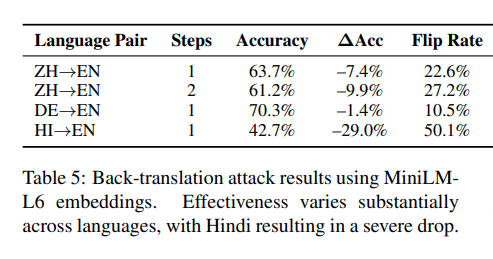 Language Pair Steps Accuracy ΔAcc Flip Rate
ZH→EN 1 63.7% –7.4% 22.6%
ZH→EN 2 61.2% –9.9% 27.2%
DE→EN 1 70.3% –1.4% 10.5%
HI→EN 1 42.7% –29.0% 50.1%
Table 5: Back-translation attack results using MiniLM-
L6 embeddings. Effectiveness varies substantially
across languages, with Hindi resulting in a severe drop.